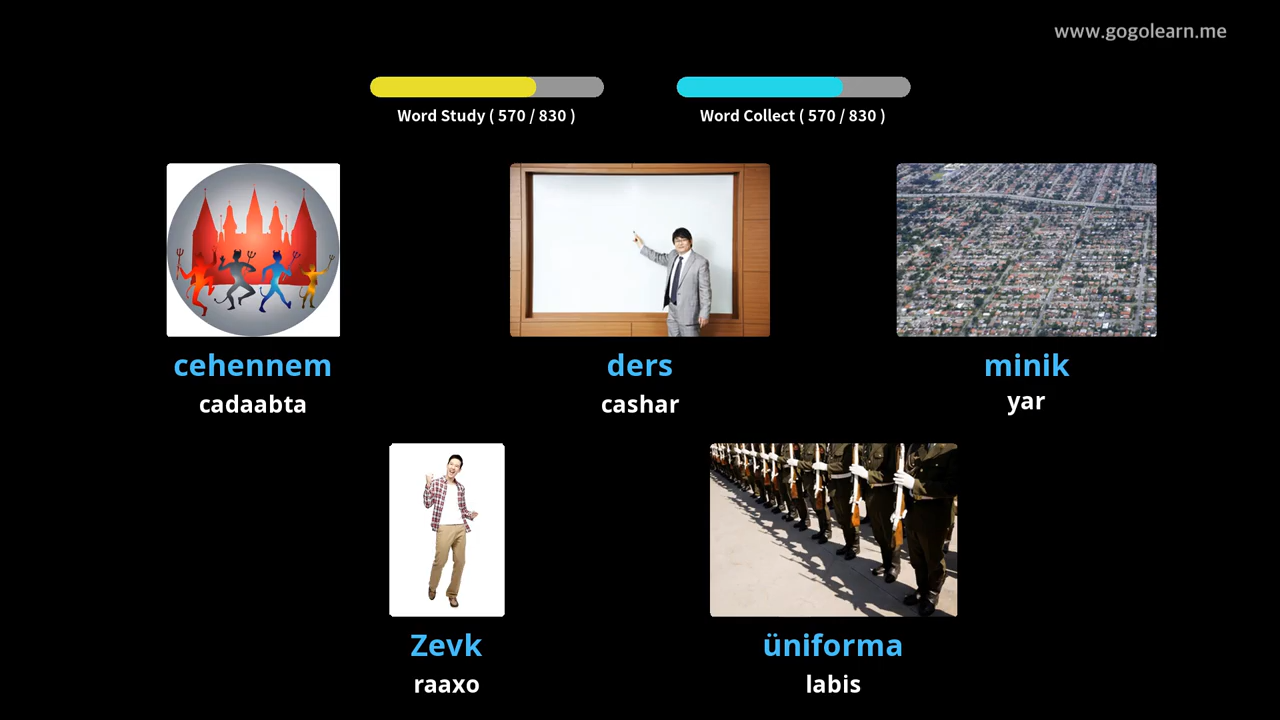 www.gogolearn.me
Word Study ( 570 / 830 )
Word Collect ( 570 / 830 )
cehennem
cadaabta
ders
cashar
minik
yar
Zevk
raaxo
üniforma
labis